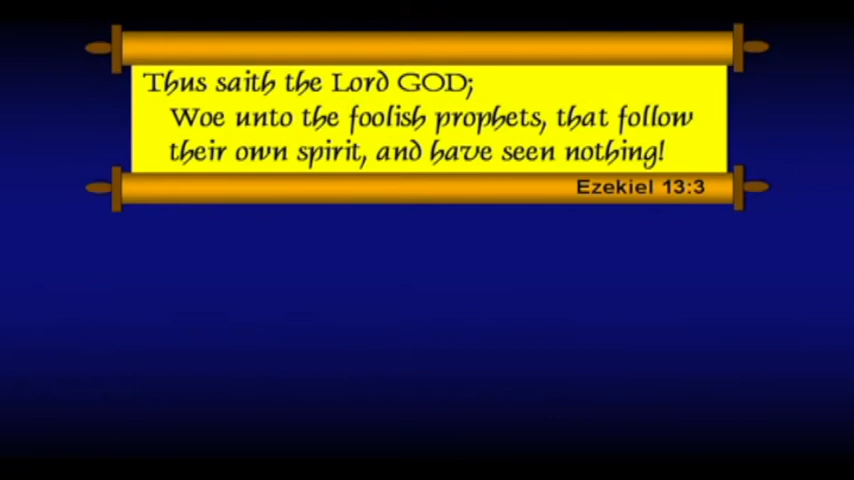 Thus saith the Lord GOD;
Woe unto the foolish prophets, that follow
their own spirit, and have seen nothing!
Ezekiel 13:3